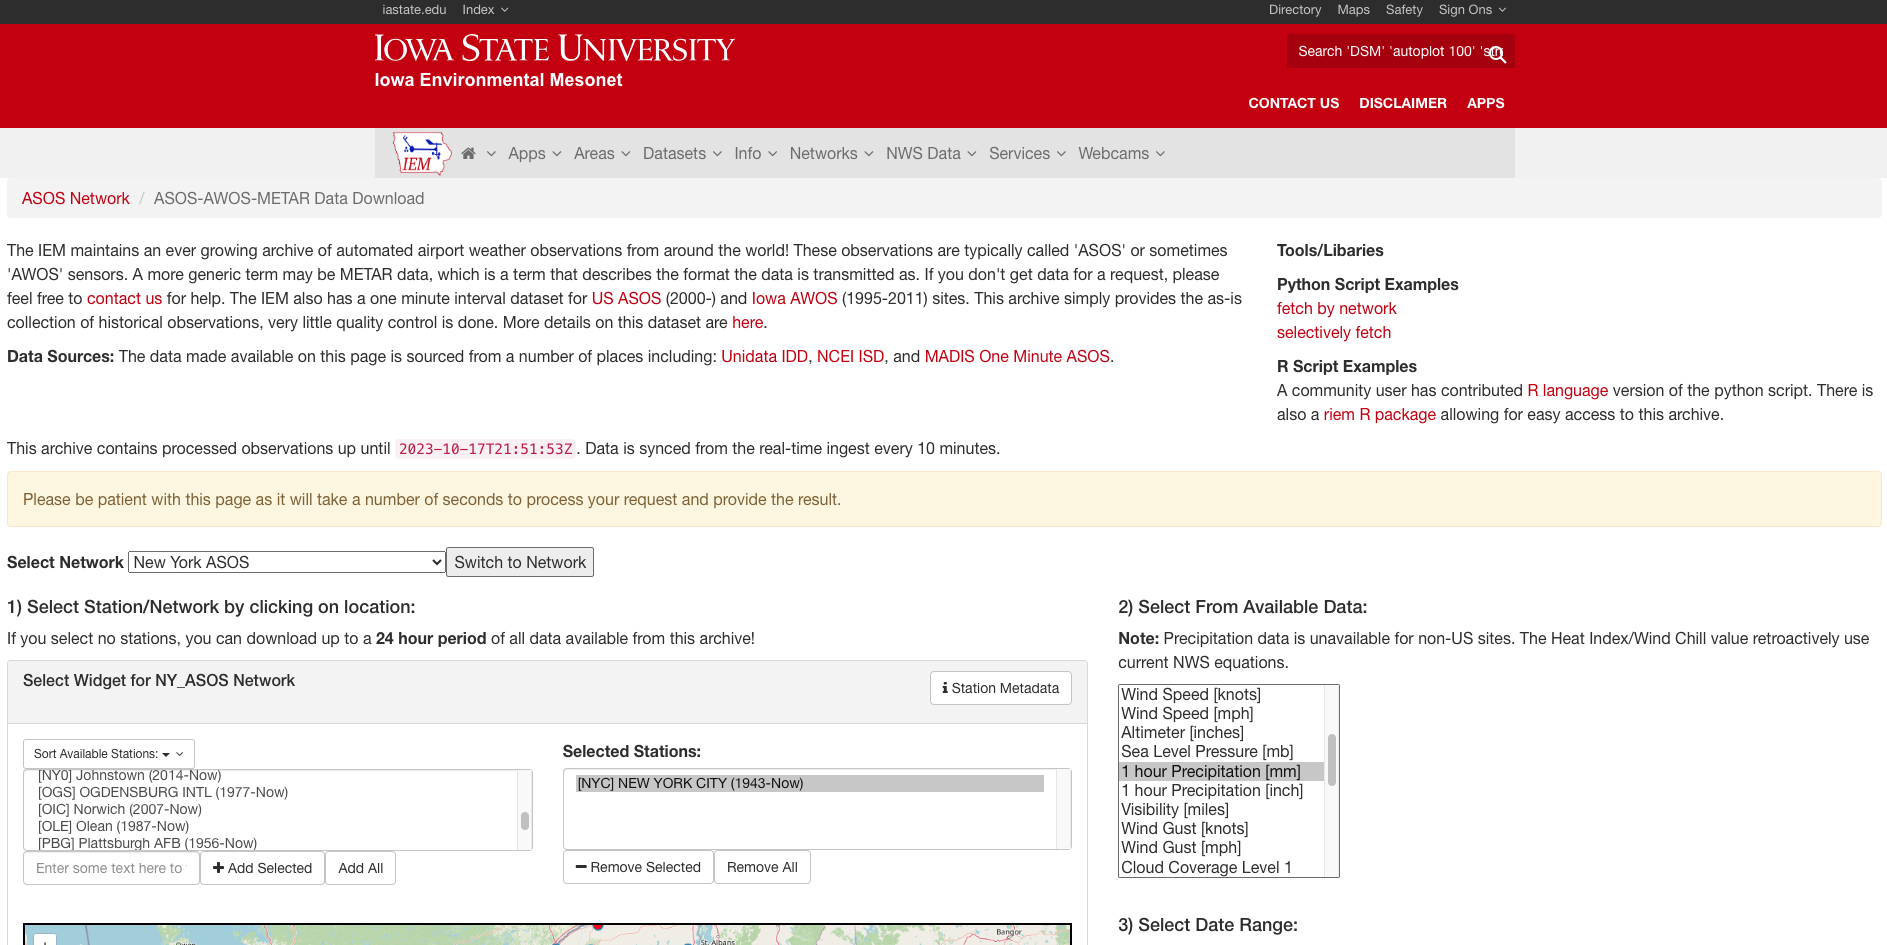 iastate.edu Index
Directory Maps Safety Sign Ons
IOWA STATE UNIVERSITY
Iowa Environmental Mesonet
Search 'DSM' 'autoplot 100'
CONTACT US DISCLAIMER APPS
IEM
Apps Areas Datasets Info Networks NWS Data Services Webcams
ASOS Network / ASOS-AWOS-METAR Data Download
The IEM maintains an ever growing archive of automated airport weather observations from around the world! These observations are typically called 'ASOS' or sometimes
'AWOS' sensors. A more generic term may be METAR data, which is a term that describes the format the data is transmitted as. If you don't get data for a request, please
feel free to contact us for help. The IEM also has a one minute interval dataset for US ASOS (2000-) and Iowa AWOS (1995-2011) sites. This archive simply provides the as-is
collection of historical observations, very little quality control is done. More details on this dataset are here.
Data Sources: The data made available on this page is sourced from a number of places including: Unidata IDD, NCEI ISD, and MADIS One Minute ASOS.
Tools/Libaries
Python Script Examples
fetch by network
selectively fetch
R Script Examples
A community user has contributed R language version of the python script. There is
also a riem R package allowing for easy access to this archive.
This archive contains processed observations up until 2023-10-17T21:51:53Z. Data is synced from the real-time ingest every 10 minutes.
Please be patient with this page as it will take a number of seconds to process your request and provide the result.
Select Network New York ASOS Switch to Network
1) Select Station/Network by clicking on location:
If you select no stations, you can download up to a 24 hour period of all data available from this archive!
Select Widget for NY_ASOS Network
Station Metadata
Sort Available Stations:
[NY0] Johnstown (2014-Now)
[OGS] OGDENSBURG INTL (1977-Now)
[OIC] Norwich (2007-Now)
[OLE] Olean (1987-Now)
[PBG] Plattsburgh AFB (1956-Now)
Enter some text here to
Add Selected
Add All
Selected Stations:
[NYC] NEW YORK CITY (1943-Now)
Remove Selected
Remove All
2) Select From Available Data:
Note: Precipitation data is unavailable for non-US sites. The Heat Index/Wind Chill value retroactively use
current NWS equations.
Wind Speed [knots]
Wind Speed [mph]
Altimeter [inches]
Sea Level Pressure [mb]
1 hour Precipitation [mm]
1 hour Precipitation [inch]
Visibility [miles]
Wind Gust [knots]
Wind Gust [mph]
Cloud Coverage Level 1
3) Select Date Range:
St. Albans
Bangor